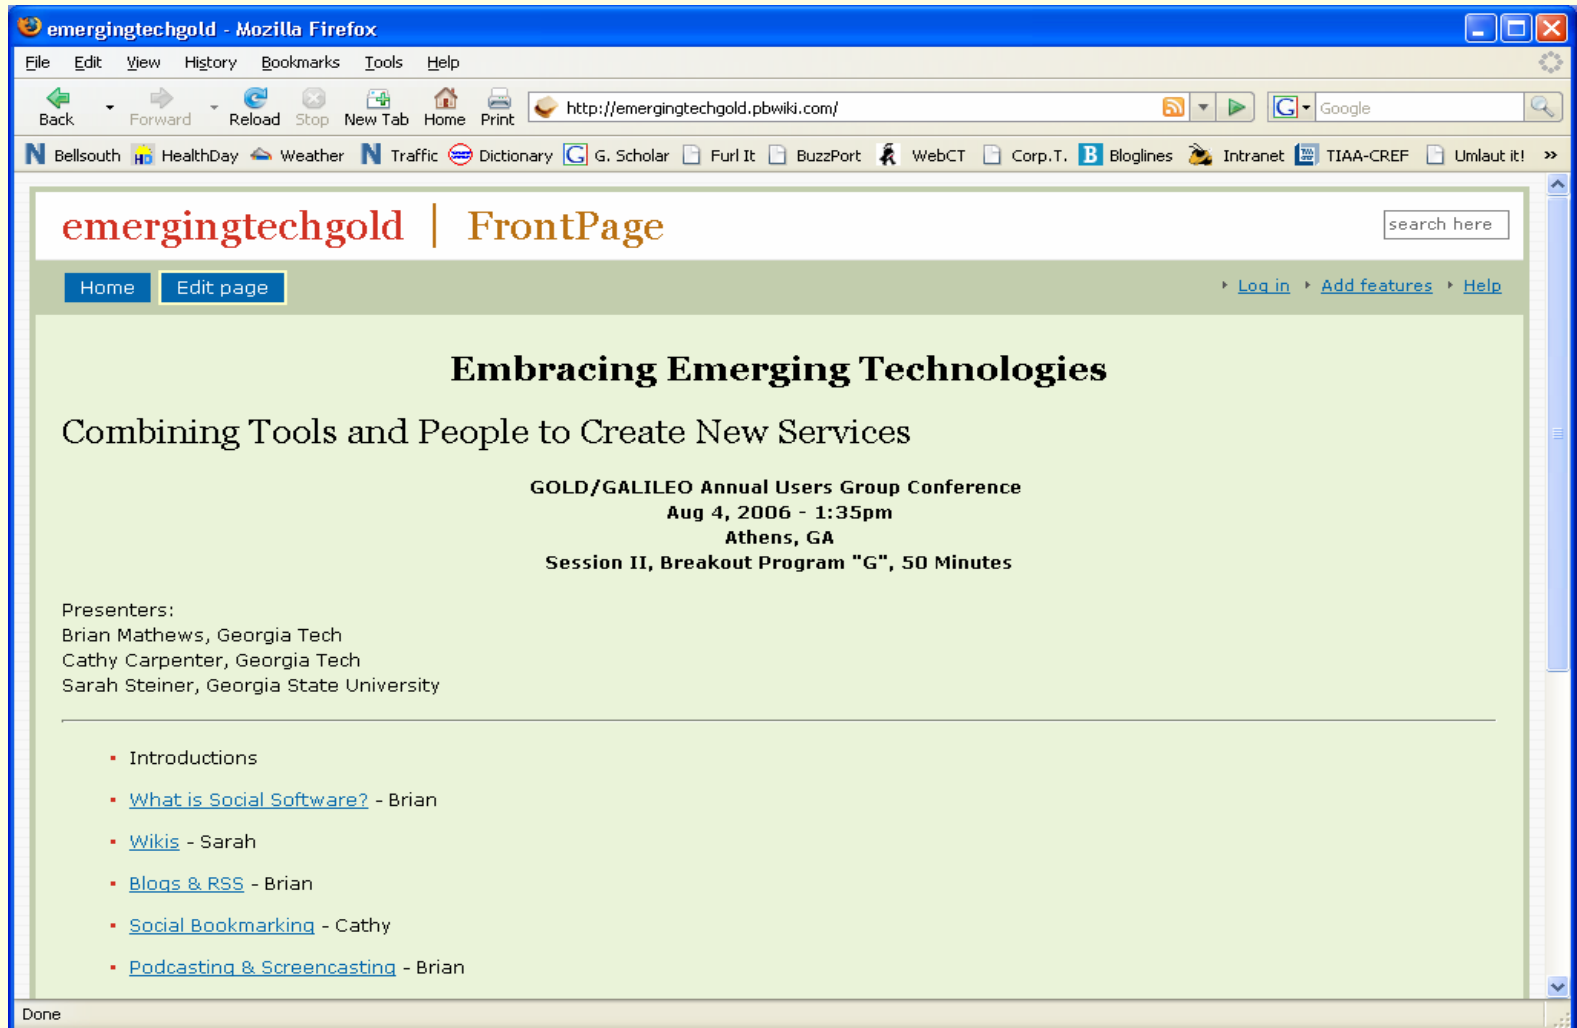 emergingtechgold - Mozilla Firefox
File Edit View History Bookmarks Tools Help
Back Forward Reload Stop New Tab Home Print http://emergingtechgold.pbwiki.com/ G Google
N Bellsouth HD HealthDay Weather N Traffic Dictionary G G. Scholar Furl It BuzzPort WebCT Corp.T. B Bloglines Intranet TIAA-CREF Umlaut it! »
emergingtechgold | FrontPage search here
Home Edit page Log in Add features Help
Embracing Emerging Technologies
Combining Tools and People to Create New Services
GOLD/GALILEO Annual Users Group Conference
Aug 4, 2006 - 1:35pm
Athens, GA
Session II, Breakout Program "G", 50 Minutes
Presenters:
Brian Mathews, Georgia Tech
Cathy Carpenter, Georgia Tech
Sarah Steiner, Georgia State University
Introductions
What is Social Software? - Brian
Wikis - Sarah
Blogs & RSS - Brian
Social Bookmarking - Cathy
Podcasting & Screencasting - Brian
Done